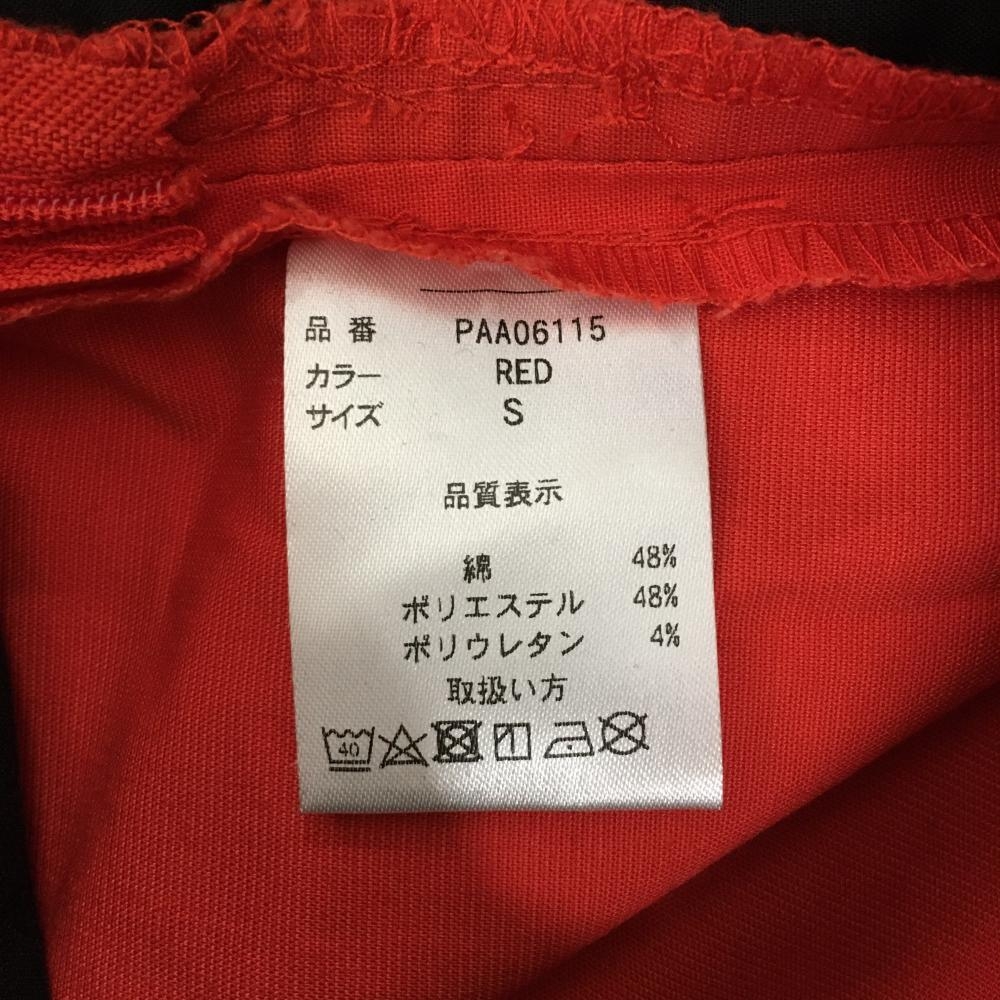 品番 PAA06115
カラー RED
サイズ S
品質表示
綿 48%
ポリエステル 48%
ポリウレタン 4%
取扱い方
40